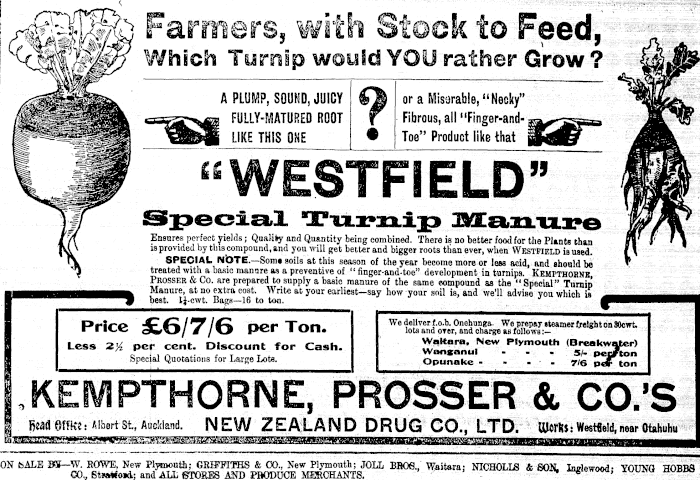 Farmers, with Stock to Feed,
Which Turnip would YOU rather Grow?
A PLUMP, SOUND, JUICY
FULLY-MATURED ROOT
LIKE THIS ONE
?
or a Miserable, "Necky"
Fibrous, all "Finger-and-
Toe" Product like that
"WESTFIELD"
Special Turnip Manure
Ensures perfect yields; Quality and Quantity being combined. There is no better food for the Plants than
is provided by this compound, and you will get better and bigger roots than ever, when WESTFIELD is used.
SPECIAL NOTE.—Some soils at this season of the year become more or less acid, and should be
treated with a basic manure as a preventive of "finger-and-toe" development in turnips. KEMPTHORNE,
PROSSER & CO. are prepared to supply a basic manure of the same compound as the "Special" Turnip
Manure, at no extra cost. Write at your earliest—say how your soil is, and we'll advise you which is
best. 1¼-cwt. Bags—16 to ton.
Price £6/7/6 per Ton.
Less 2½ per cent. Discount for Cash.
Special Quotations for Large Lots.
We deliver f.o.b. Onehunga. We prepay steamer freight on 30cwt.
lots and over, and charge as follows:—
Waitara, New Plymouth (Breakwater)
Wanganui - - - 5/- per ton
Opunake - - - - 7/6 per ton
KEMPTHORNE, PROSSER & CO.'S
Head Office: Albert St., Auckland. NEW ZEALAND DRUG CO., LTD. Works: Westfield, near Otahuhu
ON SALE BY—W. ROWE, New Plymouth; GRIFFITHS & CO., New Plymouth; JOLL BROS., Waitara; NICHOLLS & SON, Inglewood; YOUNG HOBBS
CO., Stratford; and ALL STORES AND PRODUCE MERCHANTS.